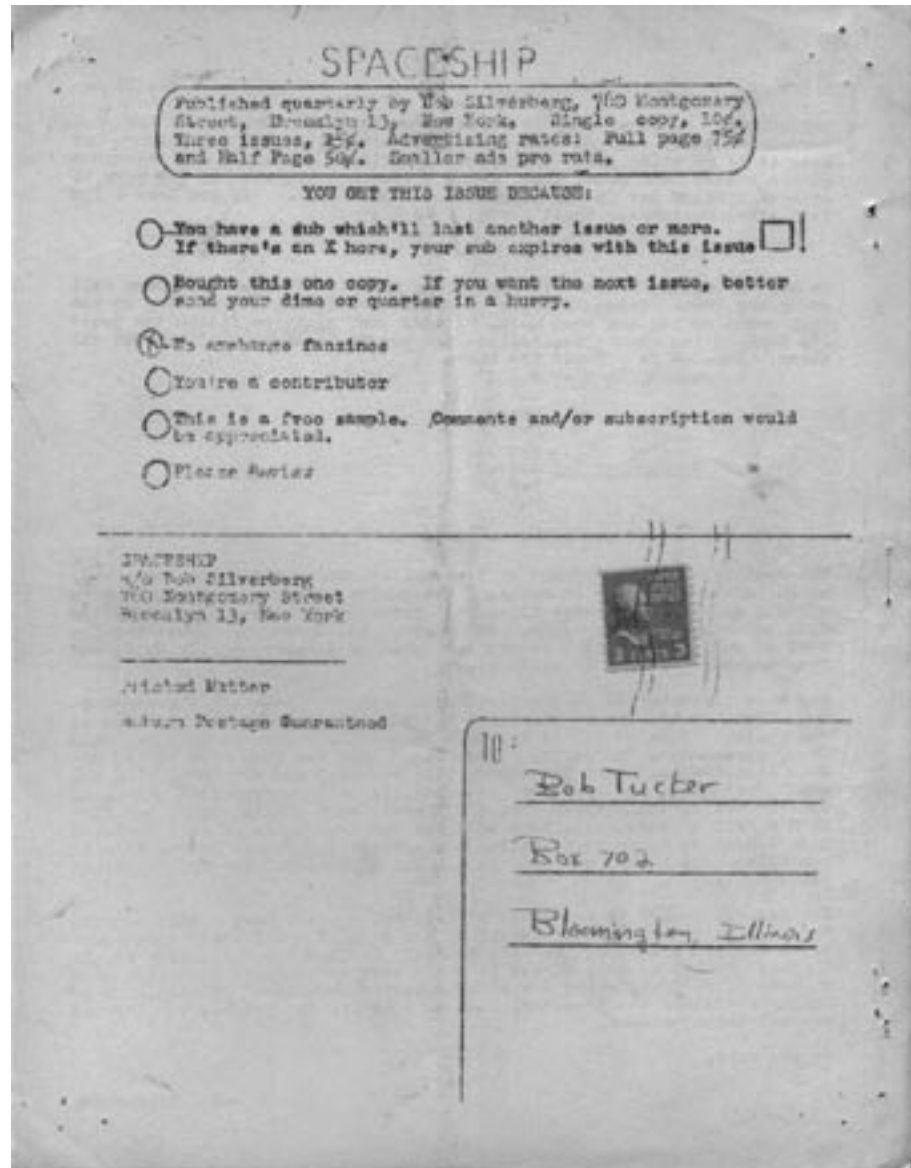 SPACESHIP
Published quarterly by Bob Silverberg, 760 Montgomery
Street, Brooklyn 13, New York. Single copy, 10¢.
Three issues, 25¢. Advertizing rates: Full page 75¢
and Half Page 50¢. Smaller ads pro rata.
YOU GET THIS ISSUE BECAUSE:
You have a sub which'll last another issue or more.
If there's an X here, your sub expires with this issue !
Bought this one copy. If you want the next issue, better
send your dime or quarter in a hurry.
We exchange fanzines
You're a contributor
This is a free sample. Comments and/or subscription would
be appreciated.
Please
SPACESHIP
c/o Bob Silverberg
760 Montgomery Street
Brooklyn 13, New York
Printed Matter
Return Postage Guaranteed
TO:
Bob Tucker
Box 702
Bloomington, Illinois